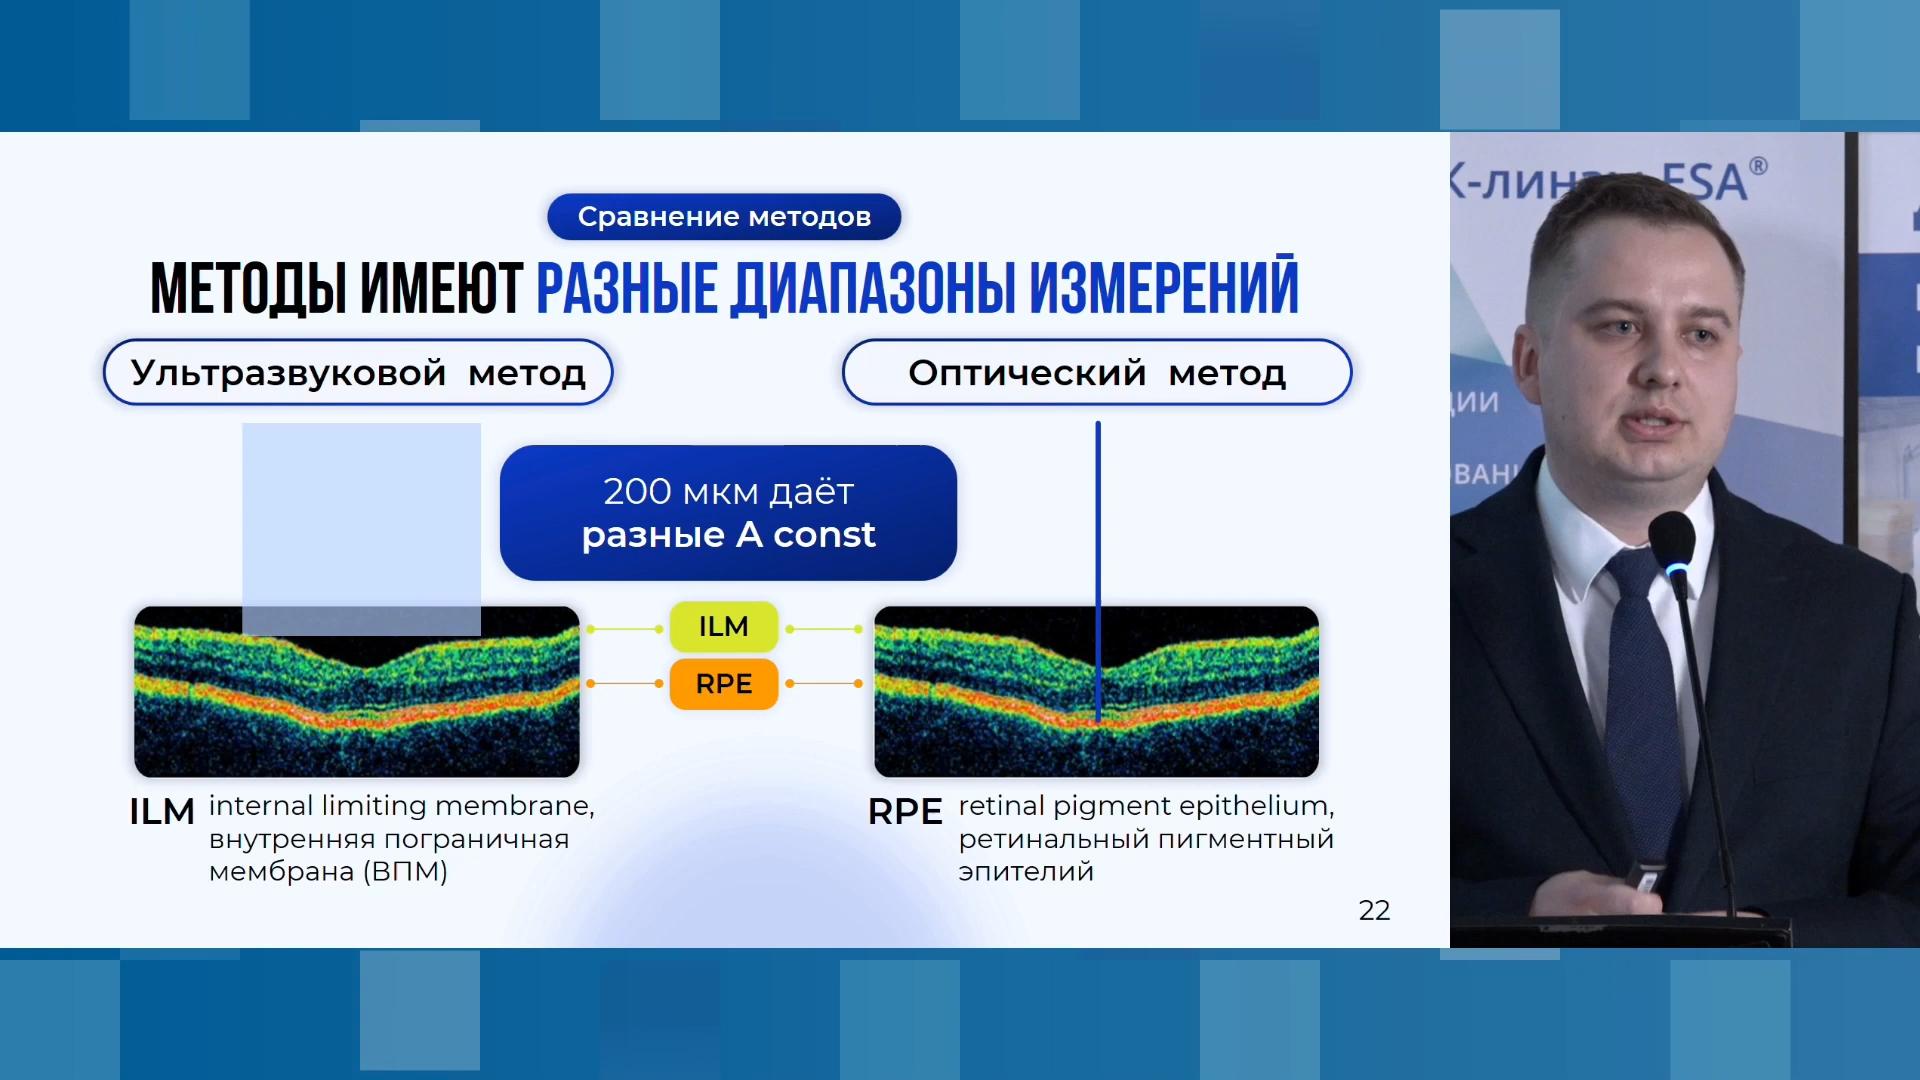 Сравнение методов
МЕТОДЫ ИМЕЮТ РАЗНЫЕ ДИАПАЗОНЫ ИЗМЕРЕНИЙ
Ультразвуковой метод
Оптический метод
200 мкм даёт
разные A const
ILM
RPE
ILM internal limiting membrane,
внутренняя пограничная
мембрана (ВПМ)
RPE retinal pigment epithelium,
ретинальный пигментный
эпителий
22
ESA®